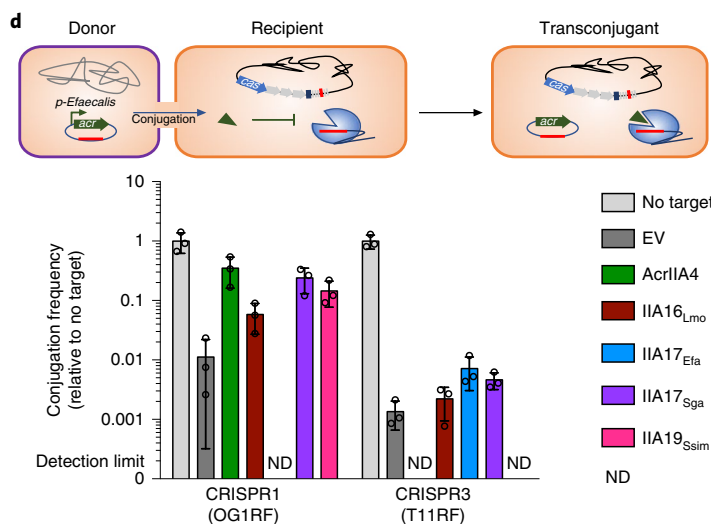 d
Donor
Recipient
Transconjugant
p-Efaecalis
acr
Conjugation
cas
acr
cas
Conjugation frequency
(relative to no target)
10
1
0.1
0.01
0.001
Detection limit
0
ND
ND
ND
CRISPR1
(OG1RF)
CRISPR3
(T11RF)
No target
EV
AcrIIA4
IIA16Lmo
IIA17Efa
IIA17Sga
IIA19Ssim
ND